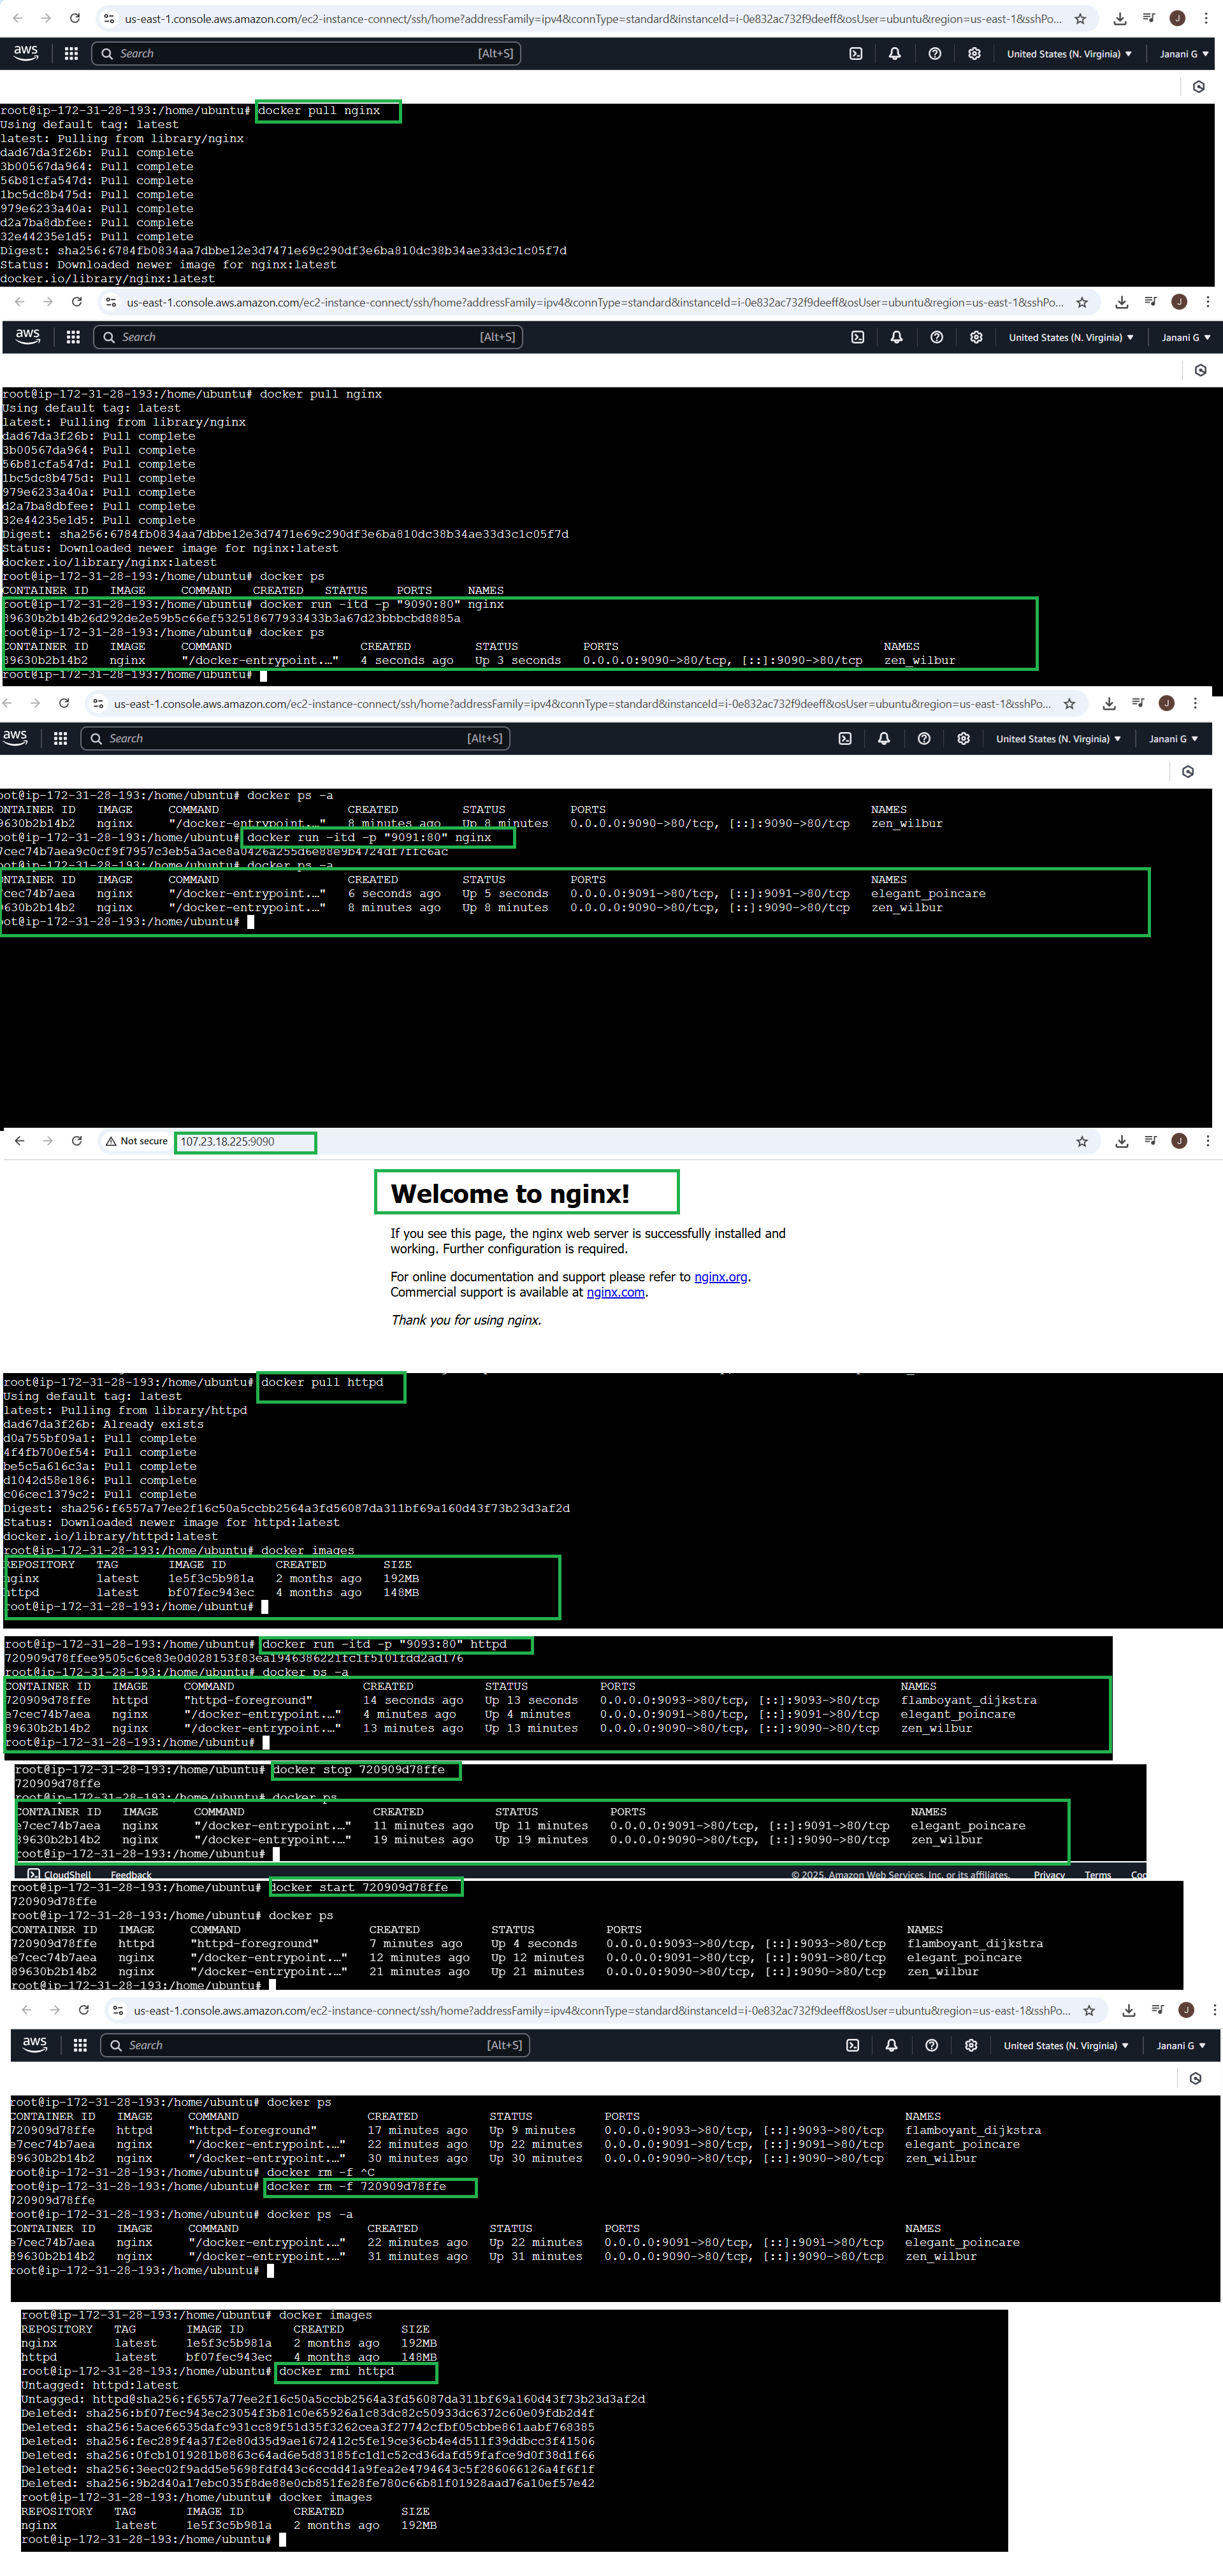 us-east-1.console.aws.amazon.com/ec2-instance-connect/ssh/home?addressFamily=ipv4&connType=standard&instanceId=i-0e832ac732f9deeff&osUser=ubuntu&region=us-east-1&sshPo... J
aws Search [Alt+S] United States (N. Virginia) Janani G
root@ip-172-31-28-193:/home/ubuntu# docker pull nginx
Using default tag: latest
latest: Pulling from library/nginx
dad67da3f26b: Pull complete
3b00567da964: Pull complete
56b81cfa547d: Pull complete
1bc5dc8b475d: Pull complete
979e6233a40a: Pull complete
d2a7ba8dbfee: Pull complete
32e44235e1d5: Pull complete
Digest: sha256:6784fb0834aa7dbbe12e3d7471e69c290df3e6ba810dc38b34ae33d3c1c05f7d
Status: Downloaded newer image for nginx:latest
docker.io/library/nginx:latest
us-east-1.console.aws.amazon.com/ec2-instance-connect/ssh/home?addressFamily=ipv4&connType=standard&instanceId=i-0e832ac732f9deeff&osUser=ubuntu&region=us-east-1&sshPo... J
aws Search [Alt+S] United States (N. Virginia) Janani G
root@ip-172-31-28-193:/home/ubuntu# docker pull nginx
Using default tag: latest
latest: Pulling from library/nginx
dad67da3f26b: Pull complete
3b00567da964: Pull complete
56b81cfa547d: Pull complete
1bc5dc8b475d: Pull complete
979e6233a40a: Pull complete
d2a7ba8dbfee: Pull complete
32e44235e1d5: Pull complete
Digest: sha256:6784fb0834aa7dbbe12e3d7471e69c290df3e6ba810dc38b34ae33d3c1c05f7d
Status: Downloaded newer image for nginx:latest
docker.io/library/nginx:latest
root@ip-172-31-28-193:/home/ubuntu# docker ps
CONTAINER ID IMAGE COMMAND CREATED STATUS PORTS NAMES
root@ip-172-31-28-193:/home/ubuntu# docker run -itd -p "9090:80" nginx
89630b2b14b26d292de2e59b5c66ef532518677933433b3a67d23bbbcbd8885a
root@ip-172-31-28-193:/home/ubuntu# docker ps
CONTAINER ID IMAGE COMMAND CREATED STATUS PORTS NAMES
89630b2b14b2 nginx "/docker-entrypoint.…" 4 seconds ago Up 3 seconds 0.0.0.0:9090->80/tcp, [::]:9090->80/tcp zen_wilbur
root@ip-172-31-28-193:/home/ubuntu#
us-east-1.console.aws.amazon.com/ec2-instance-connect/ssh/home?addressFamily=ipv4&connType=standard&instanceId=i-0e832ac732f9deeff&osUser=ubuntu&region=us-east-1&sshPo... J
aws Search [Alt+S] United States (N. Virginia) Janani G
oot@ip-172-31-28-193:/home/ubuntu# docker ps -a
ONTAINER ID IMAGE COMMAND CREATED STATUS PORTS NAMES
9630b2b14b2 nginx "/docker-entrypoint.…" 8 minutes ago Up 8 minutes 0.0.0.0:9090->80/tcp, [::]:9090->80/tcp zen_wilbur
oot@ip-172-31-28-193:/home/ubuntu# docker run -itd -p "9091:80" nginx
7cec74b7aea9c0cf9f7957c3eb5a3ace8a0426a255d6e88e9b4724df7ffc6ac
oot@ip-172-31-28-193:/home/ubuntu# docker ps -a
ONTAINER ID IMAGE COMMAND CREATED STATUS PORTS NAMES
7cec74b7aea nginx "/docker-entrypoint.…" 6 seconds ago Up 5 seconds 0.0.0.0:9091->80/tcp, [::]:9091->80/tcp elegant_poincare
9630b2b14b2 nginx "/docker-entrypoint.…" 8 minutes ago Up 8 minutes 0.0.0.0:9090->80/tcp, [::]:9090->80/tcp zen_wilbur
oot@ip-172-31-28-193:/home/ubuntu#
Not secure 107.23.18.225:9090 J
Welcome to nginx!
If you see this page, the nginx web server is successfully installed and
working. Further configuration is required.
For online documentation and support please refer to nginx.org.
Commercial support is available at nginx.com.
Thank you for using nginx.
root@ip-172-31-28-193:/home/ubuntu# docker pull httpd
Using default tag: latest
latest: Pulling from library/httpd
dad67da3f26b: Already exists
d0a755bf09a1: Pull complete
4f4fb700ef54: Pull complete
be5c5a616c3a: Pull complete
d1042d58e186: Pull complete
c06cec1379c2: Pull complete
Digest: sha256:f6557a77ee2f16c50a5ccbb2564a3fd56087da311bf69a160d43f73b23d3af2d
Status: Downloaded newer image for httpd:latest
docker.io/library/httpd:latest
root@ip-172-31-28-193:/home/ubuntu# docker images
REPOSITORY TAG IMAGE ID CREATED SIZE
nginx latest 1e5f3c5b981a 2 months ago 192MB
httpd latest bf07fec943ec 4 months ago 148MB
root@ip-172-31-28-193:/home/ubuntu#
root@ip-172-31-28-193:/home/ubuntu# docker run -itd -p "9093:80" httpd
720909d78ffee9505c6ce83e0d028153f83ea1946386221fc1f5101fdd2ad176
root@ip-172-31-28-193:/home/ubuntu# docker ps -a
CONTAINER ID IMAGE COMMAND CREATED STATUS PORTS NAMES
720909d78ffe httpd "httpd-foreground" 14 seconds ago Up 13 seconds 0.0.0.0:9093->80/tcp, [::]:9093->80/tcp flamboyant_dijkstra
e7cec74b7aea nginx "/docker-entrypoint.…" 4 minutes ago Up 4 minutes 0.0.0.0:9091->80/tcp, [::]:9091->80/tcp elegant_poincare
89630b2b14b2 nginx "/docker-entrypoint.…" 13 minutes ago Up 13 minutes 0.0.0.0:9090->80/tcp, [::]:9090->80/tcp zen_wilbur
root@ip-172-31-28-193:/home/ubuntu#
root@ip-172-31-28-193:/home/ubuntu# docker stop 720909d78ffe
720909d78ffe
root@ip-172-31-28-193:/home/ubuntu# docker ps
CONTAINER ID IMAGE COMMAND CREATED STATUS PORTS NAMES
e7cec74b7aea nginx "/docker-entrypoint.…" 11 minutes ago Up 11 minutes 0.0.0.0:9091->80/tcp, [::]:9091->80/tcp elegant_poincare
89630b2b14b2 nginx "/docker-entrypoint.…" 19 minutes ago Up 19 minutes 0.0.0.0:9090->80/tcp, [::]:9090->80/tcp zen_wilbur
root@ip-172-31-28-193:/home/ubuntu#
CloudShell Feedback © 2025, Amazon Web Services, Inc. or its affiliates. Privacy Terms Coo
root@ip-172-31-28-193:/home/ubuntu# docker start 720909d78ffe
720909d78ffe
root@ip-172-31-28-193:/home/ubuntu# docker ps
CONTAINER ID IMAGE COMMAND CREATED STATUS PORTS NAMES
720909d78ffe httpd "httpd-foreground" 7 minutes ago Up 4 seconds 0.0.0.0:9093->80/tcp, [::]:9093->80/tcp flamboyant_dijkstra
e7cec74b7aea nginx "/docker-entrypoint.…" 12 minutes ago Up 12 minutes 0.0.0.0:9091->80/tcp, [::]:9091->80/tcp elegant_poincare
89630b2b14b2 nginx "/docker-entrypoint.…" 21 minutes ago Up 21 minutes 0.0.0.0:9090->80/tcp, [::]:9090->80/tcp zen_wilbur
root@ip-172-31-28-193:/home/ubuntu#
us-east-1.console.aws.amazon.com/ec2-instance-connect/ssh/home?addressFamily=ipv4&connType=standard&instanceId=i-0e832ac732f9deeff&osUser=ubuntu&region=us-east-1&sshPo... J
aws Search [Alt+S] United States (N. Virginia) Janani G
root@ip-172-31-28-193:/home/ubuntu# docker ps
CONTAINER ID IMAGE COMMAND CREATED STATUS PORTS NAMES
720909d78ffe httpd "httpd-foreground" 17 minutes ago Up 9 minutes 0.0.0.0:9093->80/tcp, [::]:9093->80/tcp flamboyant_dijkstra
e7cec74b7aea nginx "/docker-entrypoint.…" 22 minutes ago Up 22 minutes 0.0.0.0:9091->80/tcp, [::]:9091->80/tcp elegant_poincare
89630b2b14b2 nginx "/docker-entrypoint.…" 30 minutes ago Up 30 minutes 0.0.0.0:9090->80/tcp, [::]:9090->80/tcp zen_wilbur
root@ip-172-31-28-193:/home/ubuntu# docker rm -f ^C
root@ip-172-31-28-193:/home/ubuntu# docker rm -f 720909d78ffe
720909d78ffe
root@ip-172-31-28-193:/home/ubuntu# docker ps -a
CONTAINER ID IMAGE COMMAND CREATED STATUS PORTS NAMES
e7cec74b7aea nginx "/docker-entrypoint.…" 22 minutes ago Up 22 minutes 0.0.0.0:9091->80/tcp, [::]:9091->80/tcp elegant_poincare
89630b2b14b2 nginx "/docker-entrypoint.…" 31 minutes ago Up 31 minutes 0.0.0.0:9090->80/tcp, [::]:9090->80/tcp zen_wilbur
root@ip-172-31-28-193:/home/ubuntu#
root@ip-172-31-28-193:/home/ubuntu# docker images
REPOSITORY TAG IMAGE ID CREATED SIZE
nginx latest 1e5f3c5b981a 2 months ago 192MB
httpd latest bf07fec943ec 4 months ago 148MB
root@ip-172-31-28-193:/home/ubuntu# docker rmi httpd
Untagged: httpd:latest
Untagged: httpd@sha256:f6557a77ee2f16c50a5ccbb2564a3fd56087da311bf69a160d43f73b23d3af2d
Deleted: sha256:bf07fec943ec23054f3b81c0e65926a1c83dc82c50933dc6372c60e09fdb2d4f
Deleted: sha256:5ace66535dafc931cc89f51d35f3262cea3f27742cfbf05cbbe861aabf768385
Deleted: sha256:fec289f4a37f2e80d35d9ae1672412c5fe19ce36cb4e4d511f39ddbcc3f41506
Deleted: sha256:0fcb1019281b8863c64ad6e5d83185fc1d1c52cd36dafd59fafce9d0f38d1f66
Deleted: sha256:3eec02f9add5e5698fdfd43c6ccdd41a9fea2e4794643c5f286066126a4f6f1f
Deleted: sha256:9b2d40a17ebc035f8de88e0cb851fe28fe780c66b81f01928aad76a10ef57e42
root@ip-172-31-28-193:/home/ubuntu# docker images
REPOSITORY TAG IMAGE ID CREATED SIZE
nginx latest 1e5f3c5b981a 2 months ago 192MB
root@ip-172-31-28-193:/home/ubuntu#